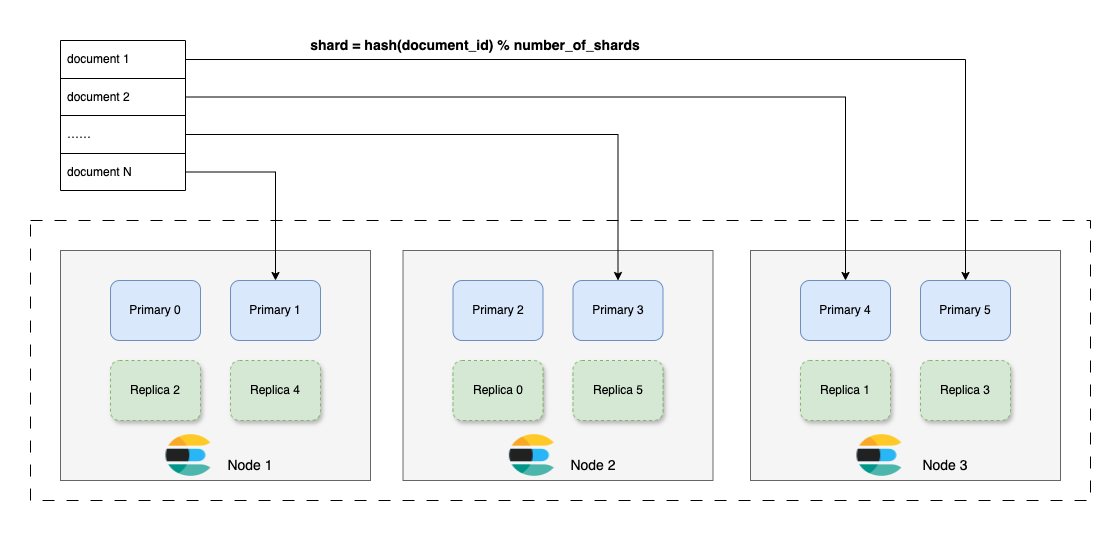 shard = hash(document_id) % number_of_shards
document 1
document 2
......
document N
Primary 0
Primary 1
Replica 2
Replica 4
Node 1
Primary 2
Primary 3
Replica 0
Replica 5
Node 2
Primary 4
Primary 5
Replica 1
Replica 3
Node 3